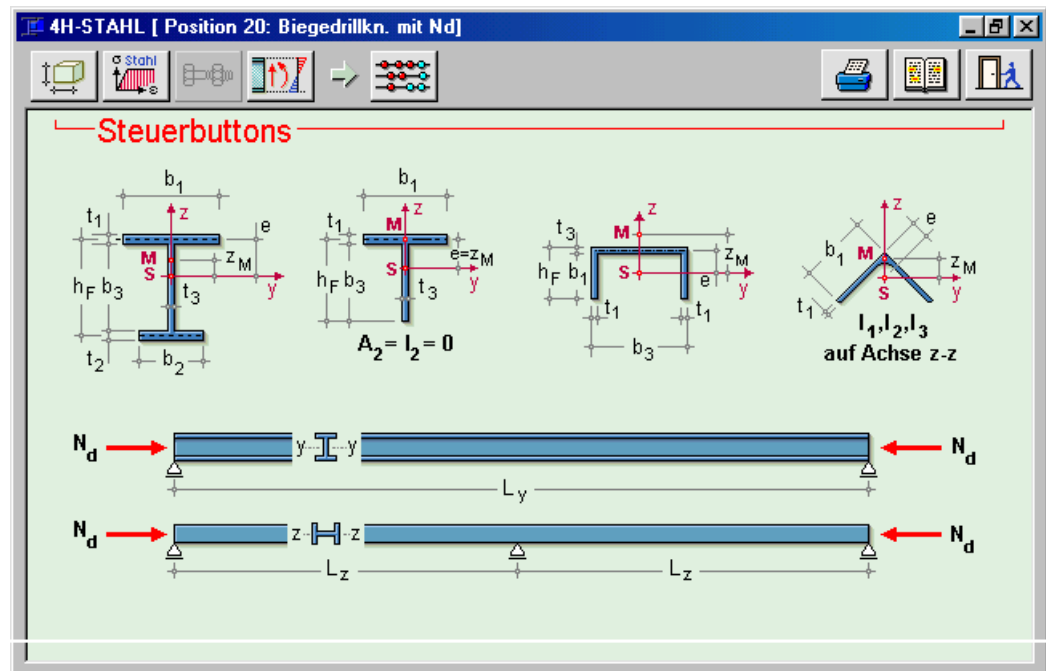 4H-STAHL [ Position 20: Biegedrillkn. mit Nd]
σ Stahl
ε
Steuerbuttons
b1
t1
z
e
M
S
zM
y
hF b3
t3
t2
b2
b1
t1
M
z
e=zM
S
y
hF b3
t3
A2 = I2 = 0
z
M
t3
zM
S
hF b1
e
y
t1
t1
b3
z
e
b1
M
zM
S
y
t1
I1,I2,I3
auf Achse z-z
Nd
y y
Nd
Ly
Nd
z z
Nd
Lz
Lz